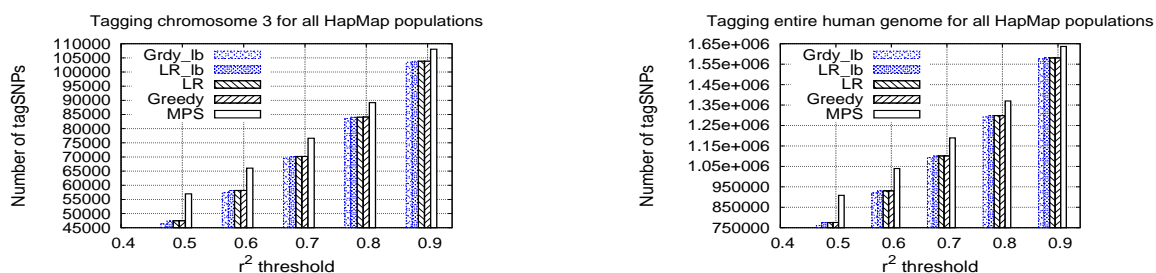 Tagging chromosome 3 for all HapMap populations
Number of tagSNPs
110000
105000
100000
95000
90000
85000
80000
75000
70000
65000
60000
55000
50000
45000
Grdy_lb
LR_lb
LR
Greedy
MPS
0.4 0.5 0.6 0.7 0.8 0.9
r² threshold
Tagging entire human genome for all HapMap populations
Number of tagSNPs
1.65e+006
1.55e+006
1.45e+006
1.35e+006
1.25e+006
1.15e+006
1.05e+006
950000
850000
750000
Grdy_lb
LR_lb
LR
Greedy
MPS
0.4 0.5 0.6 0.7 0.8 0.9
r² threshold